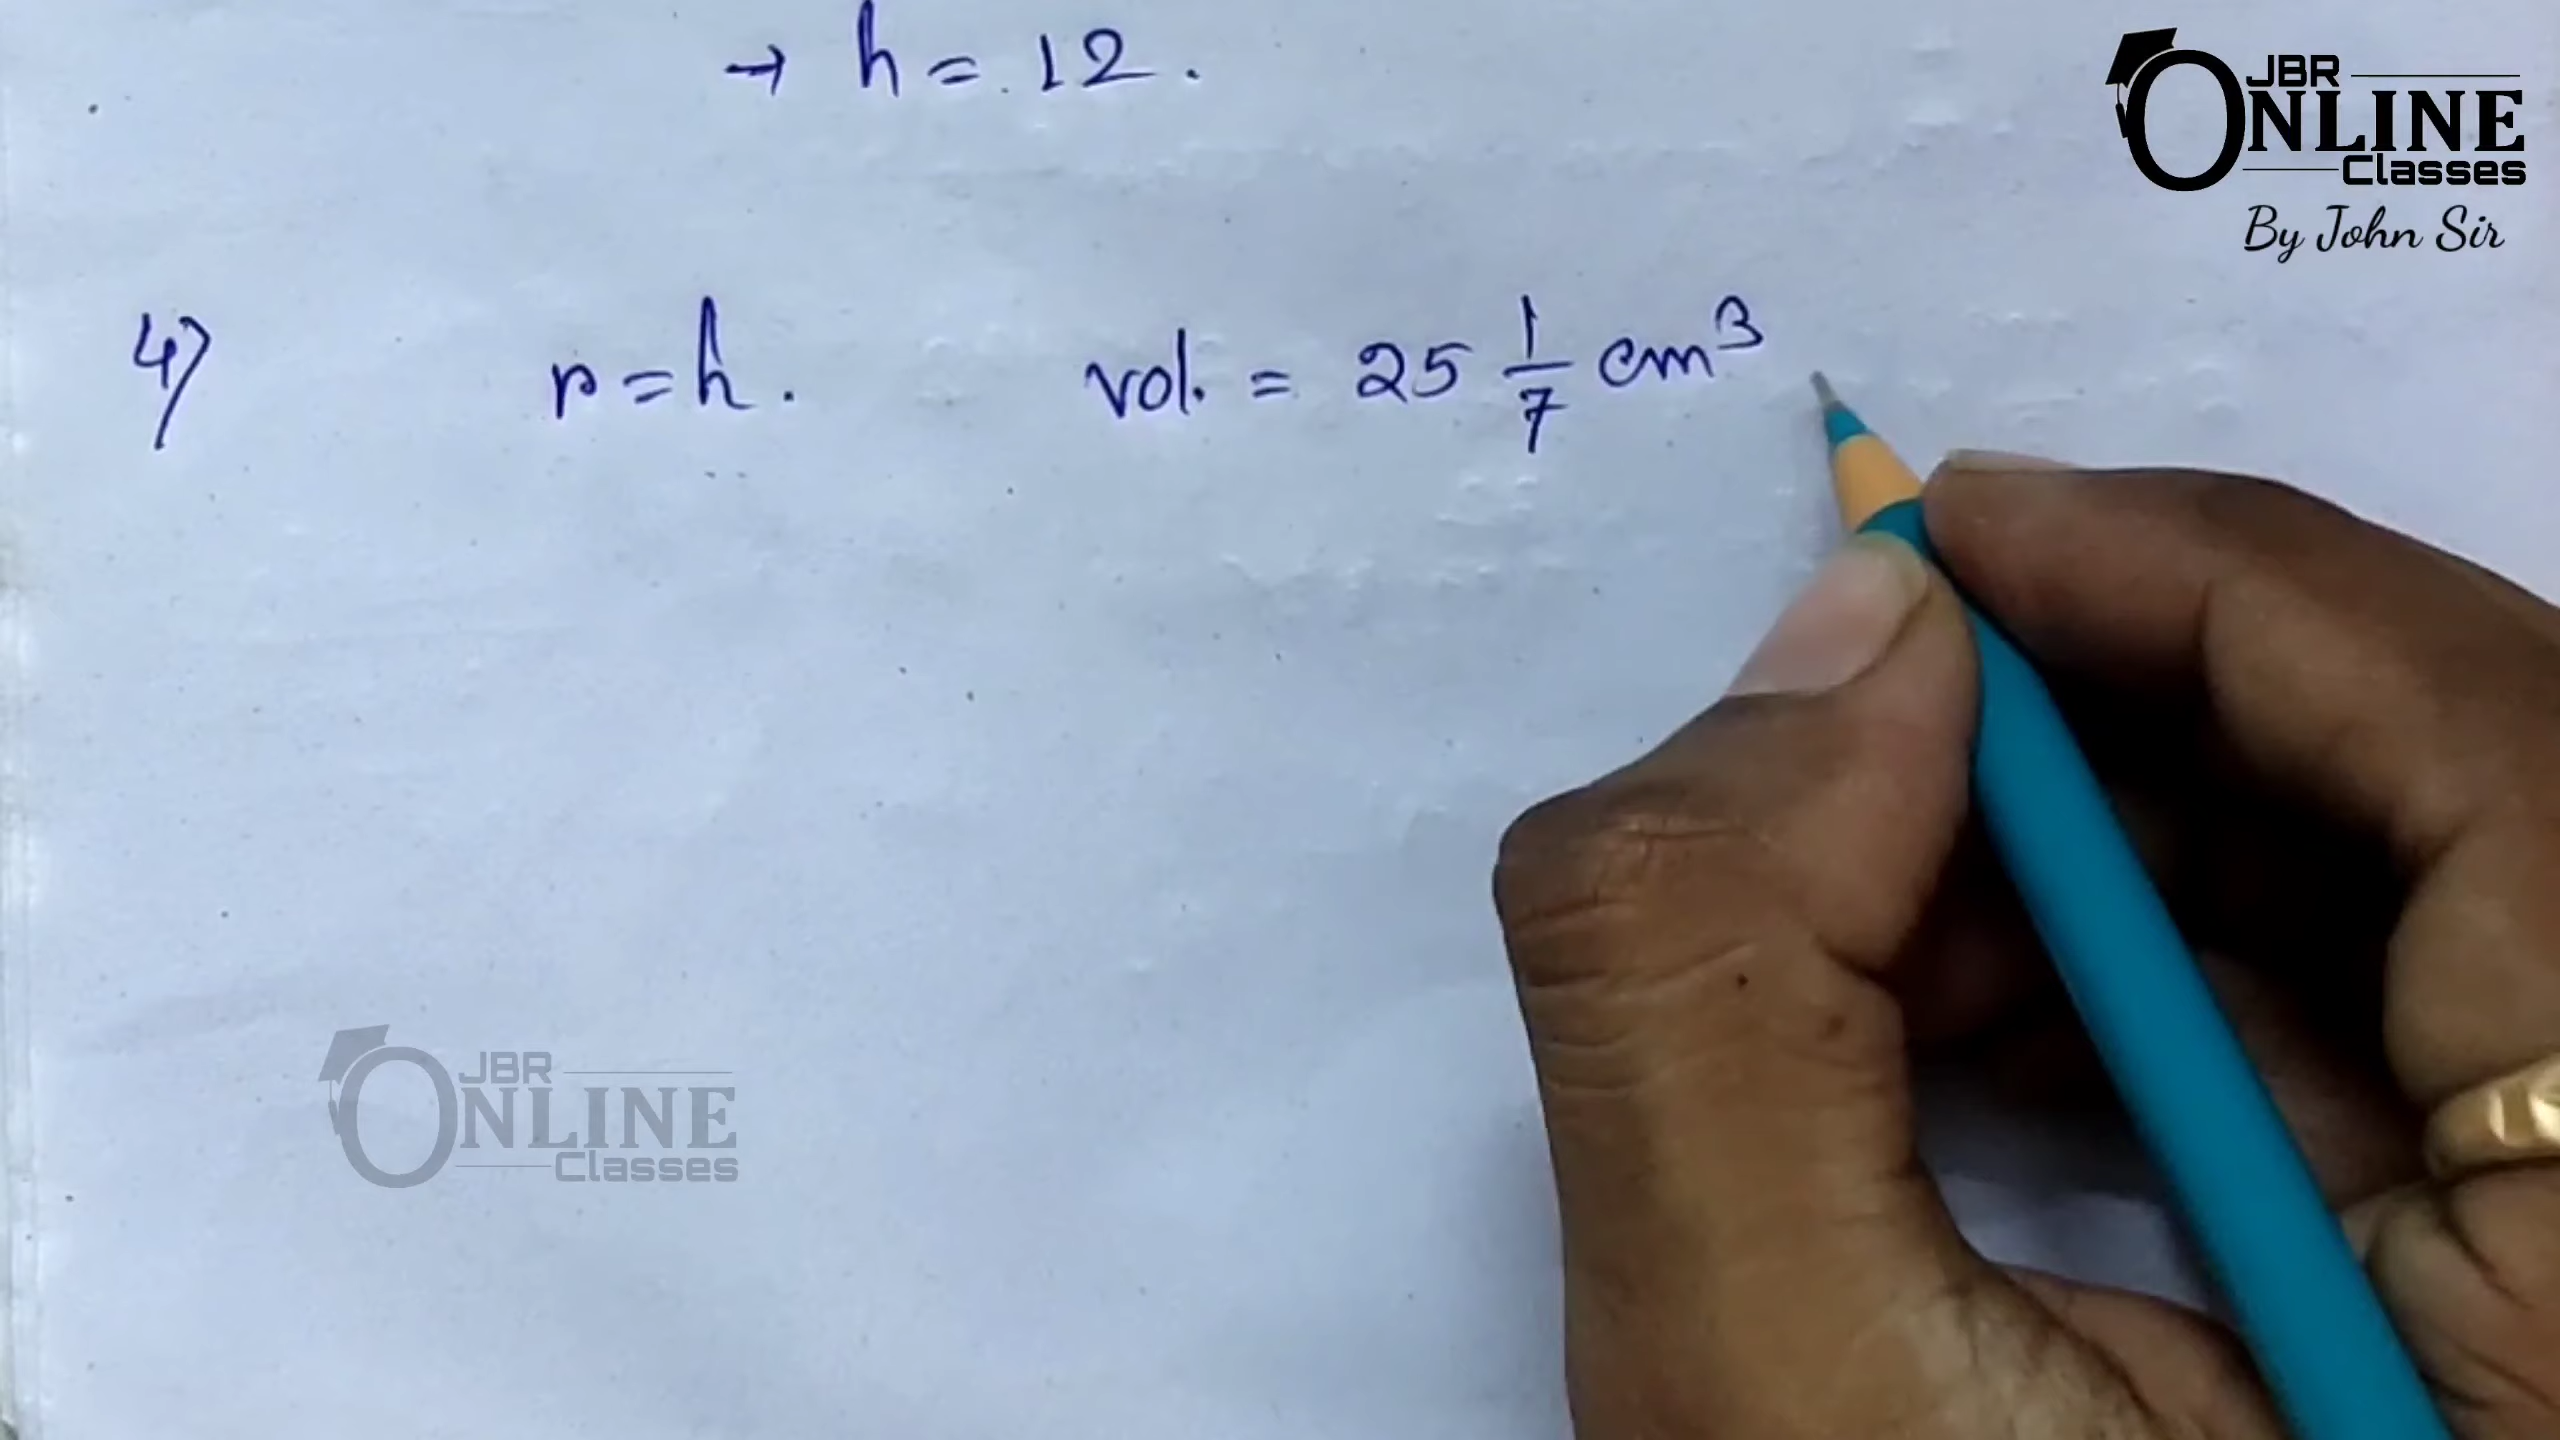 → h = 12.
JBR
ONLINE
Classes
By John Sir
4) r = h. vol. = 25 1/7 cm³
JBR
ONLINE
Classes